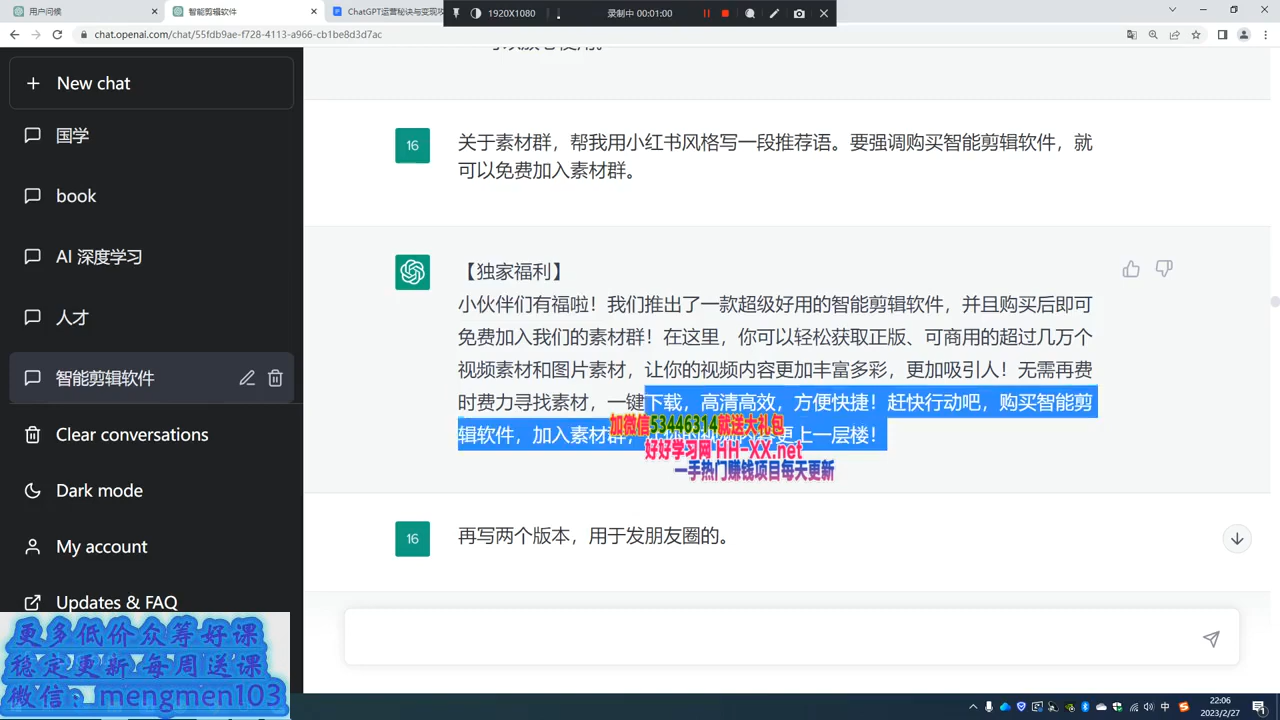 用户问候
智能剪辑软件
ChatGPT运营秘诀与变现攻
1920X1080
录制中 00:01:00
chat.openai.com/chat/55fdb9ae-f728-4113-a966-cb1be8d3d7ac
New chat
国学
book
AI 深度学习
人才
智能剪辑软件
Clear conversations
Dark mode
My account
Updates & FAQ
16
关于素材群，帮我用小红书风格写一段推荐语。要强调购买智能剪辑软件，就
可以免费加入素材群。
【独家福利】
小伙伴们有福啦！我们推出了一款超级好用的智能剪辑软件，并且购买后即可
免费加入我们的素材群！在这里，你可以轻松获取正版、可商用的超过几万个
视频素材和图片素材，让你的视频内容更加丰富多彩，更加吸引人！无需再费
时费力寻找素材，一键下载，高清高效，方便快捷！赶快行动吧，购买智能剪
辑软件，加入素材群，更上一层楼！
加微信53446314就送大礼包
好好学习网 HH-XX.net
一手热门赚钱项目每天更新
16
再写两个版本，用于发朋友圈的。
更多低价众筹好课
稳定更新 每周送课
微信：mengmen103
中
22:06
2023/2/27